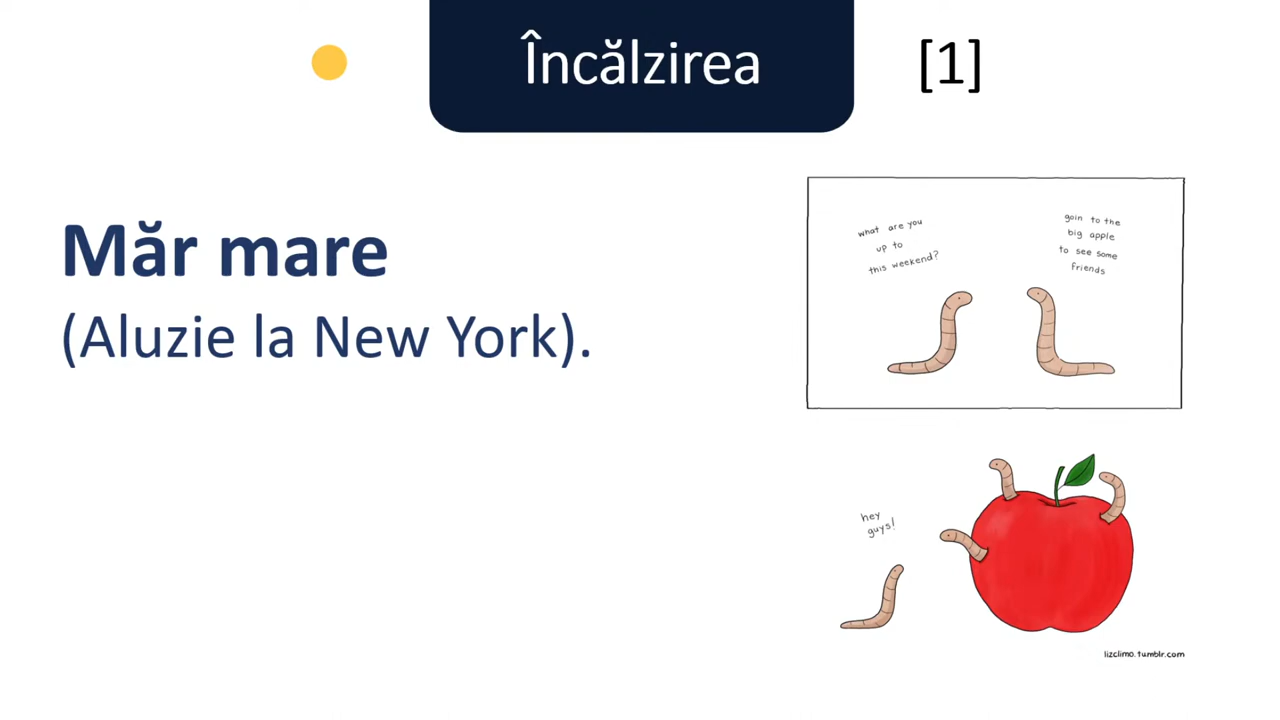 Încălzirea
[1]
Măr mare
(Aluzie la New York).
what are you
up to
this weekend?
goin to the
big apple
to see some
friends
hey
guys!
lizclimo.tumblr.com